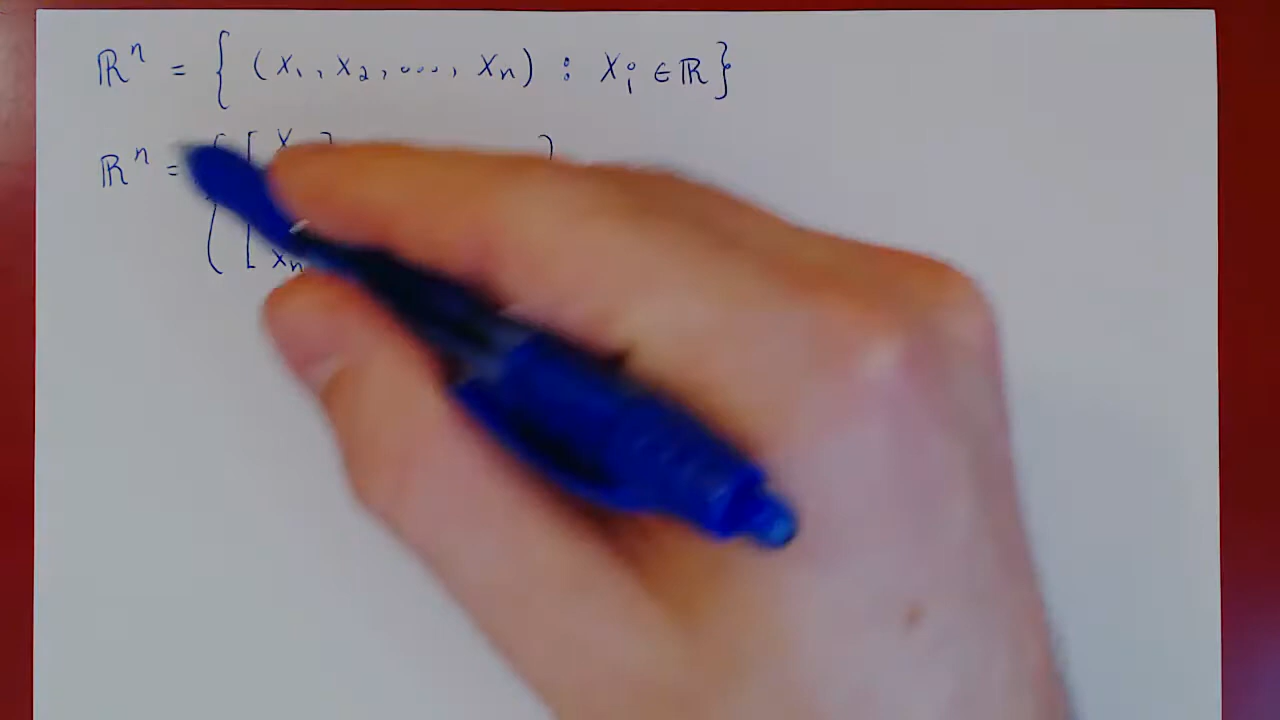 ℝⁿ = { (x₁, x₂, ..., xₙ) : xᵢ ∈ ℝ }
ℝⁿ = { [ x
xₙ